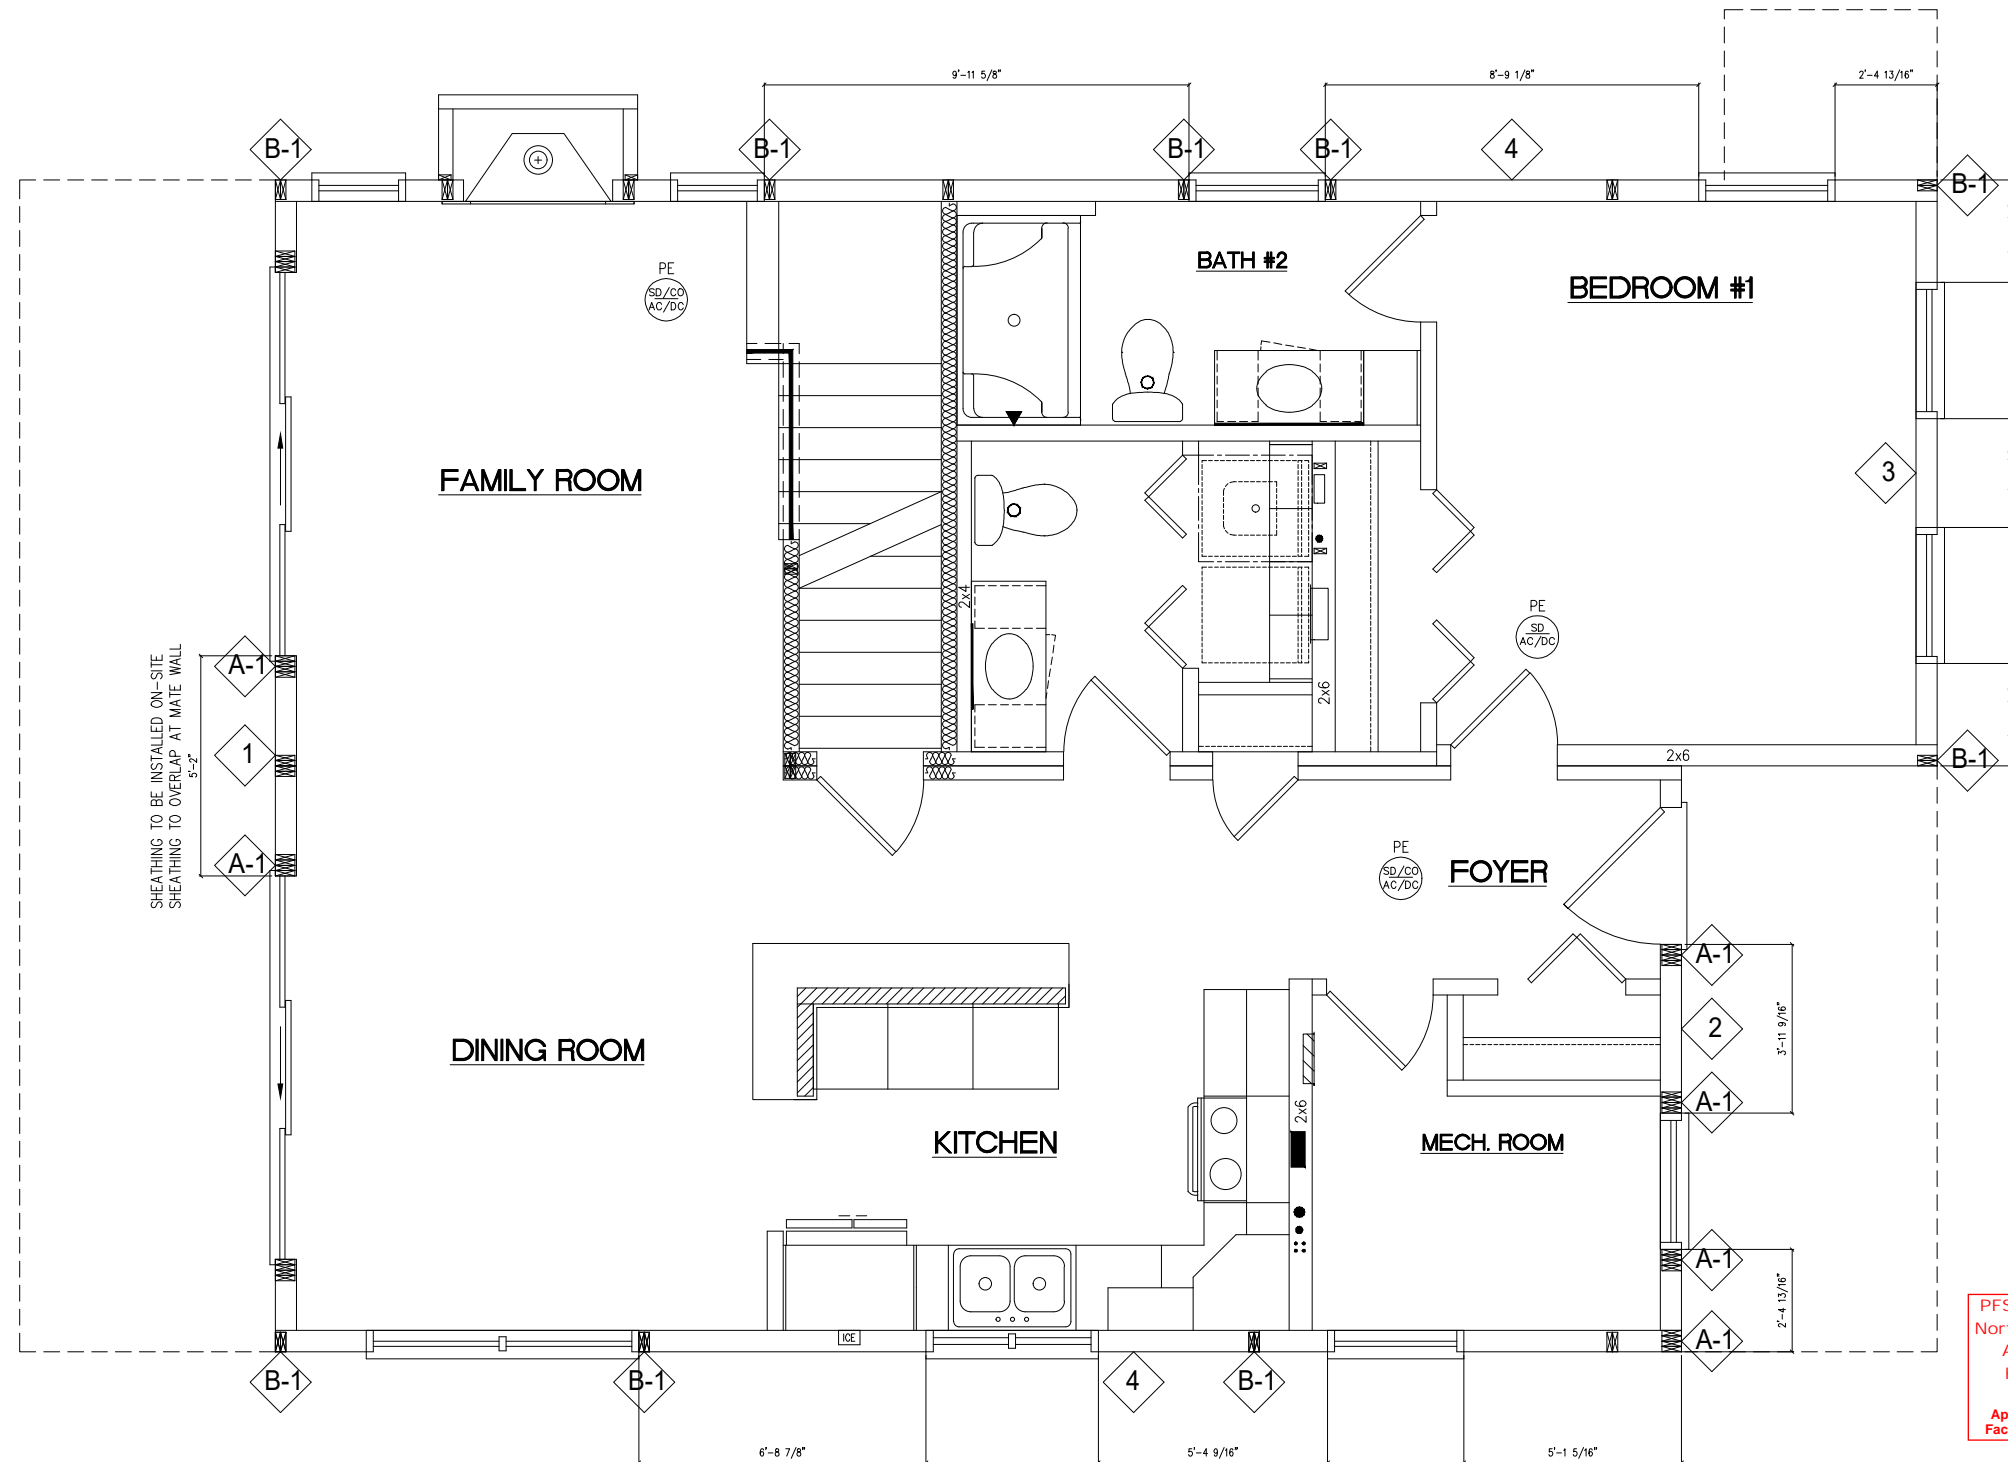 9'-11 5/8"
8'-9 1/8"
2'-4 13/16"
B-1
B-1
B-1
B-1
4
B-1
PE
SD/CO
AC/DC
BATH #2
BEDROOM #1
FAMILY ROOM
3
2x4
PE
SD
AC/DC
2x6
SHEATHING TO BE INSTALLED ON-SITE
SHEATHING TO OVERLAP AT MATE WALL
5'-2"
A-1
1
A-1
2x6
B-1
PE
SD/CO
AC/DC
FOYER
A-1
2
3'-11 9/16"
A-1
DINING ROOM
KITCHEN
2x6
MECH. ROOM
A-1
2'-4 13/16"
A-1
ICE
B-1
B-1
4
B-1
6'-8 7/8"
5'-4 9/16"
5'-1 5/16"
PFS
Nor
A
Ap
Fac